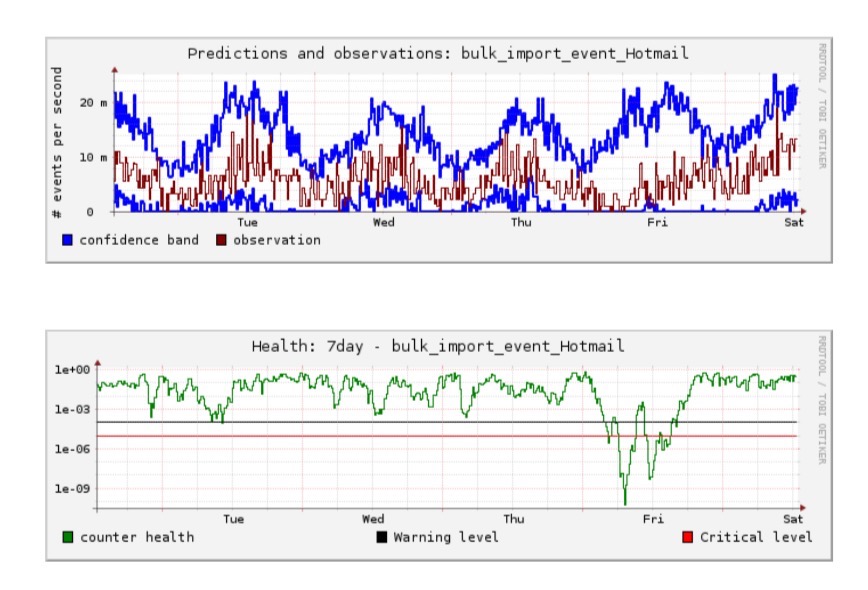 Predictions and observations: bulk_import_event_Hotmail
RRDTOOL / TOBI OETIKER
# events per second
20 m
10 m
0
Tue Wed Thu Fri Sat
confidence band observation
Health: 7day - bulk_import_event_Hotmail
RRDTOOL / TOBI OETIKER
1e+00
1e-03
1e-06
1e-09
Tue Wed Thu Fri Sat
counter health Warning level Critical level